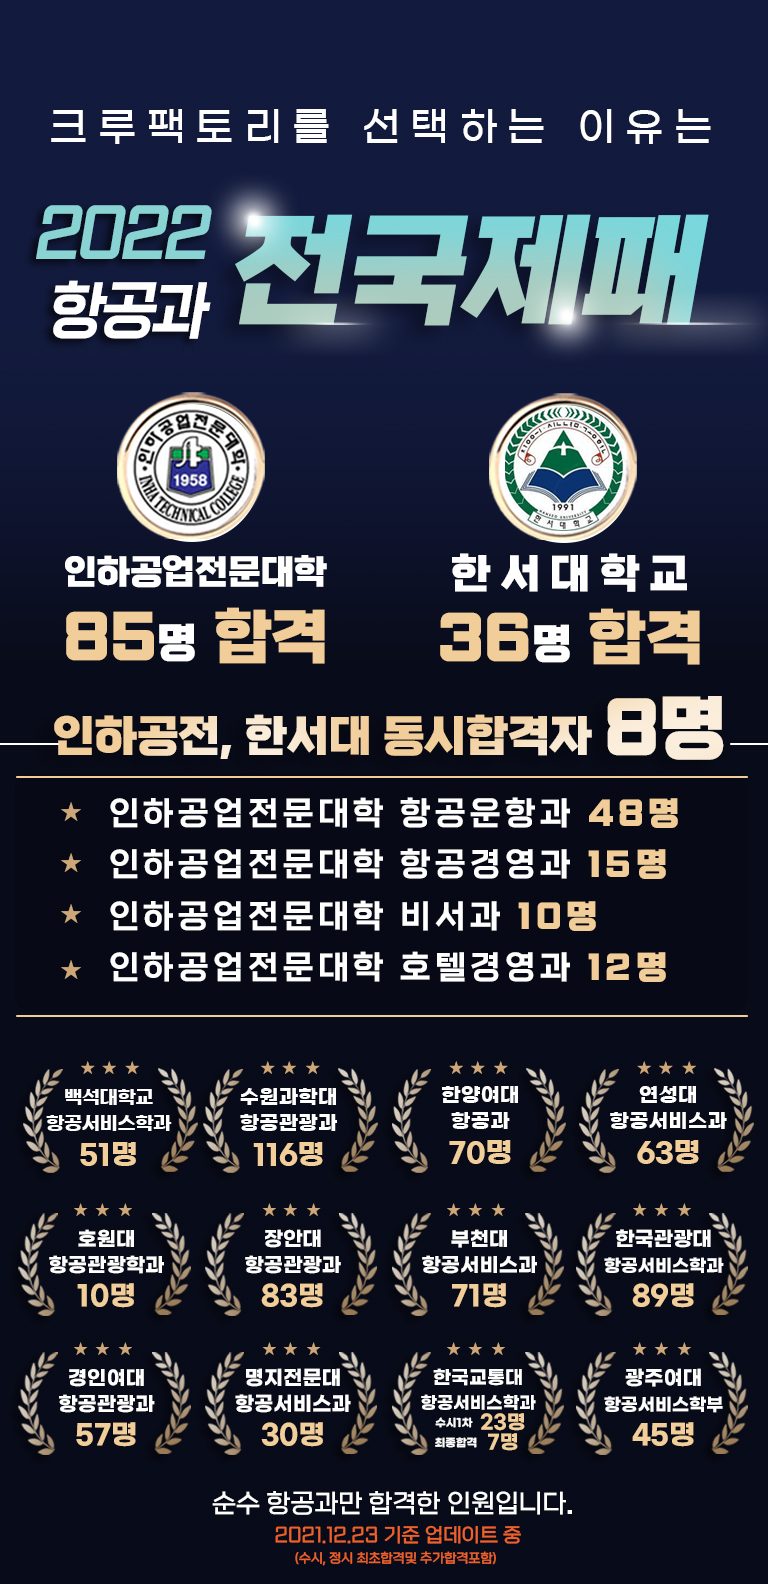 크루팩토리를 선택하는 이유는
2022
항공과
전국제패
인하공업전문대학
1958
INHA TECHNICAL COLLEGE
1991
HANSEO UNIVERSITY
한서대학교
인하공업전문대학
한서대학교
85명 합격
36명 합격
인하공전, 한서대 동시합격자 8명
★ 인하공업전문대학 항공운항과 48명
★ 인하공업전문대학 항공경영과 15명
★ 인하공업전문대학 비서과 10명
★ 인하공업전문대학 호텔경영과 12명
백석대학교
항공서비스학과
51명
수원과학대
항공관광과
116명
한양여대
항공과
70명
연성대
항공서비스과
63명
호원대
항공관광학과
10명
장안대
항공관광과
83명
부천대
항공서비스과
71명
한국관광대
항공서비스학과
89명
경인여대
항공관광과
57명
명지전문대
항공서비스과
30명
한국교통대
항공서비스학과
수시1차 23명
최종합격 7명
광주여대
항공서비스학부
45명
순수 항공과만 합격한 인원입니다.
2021.12.23 기준 업데이트 중
(수시, 정시 최초합격및 추가합격포함)